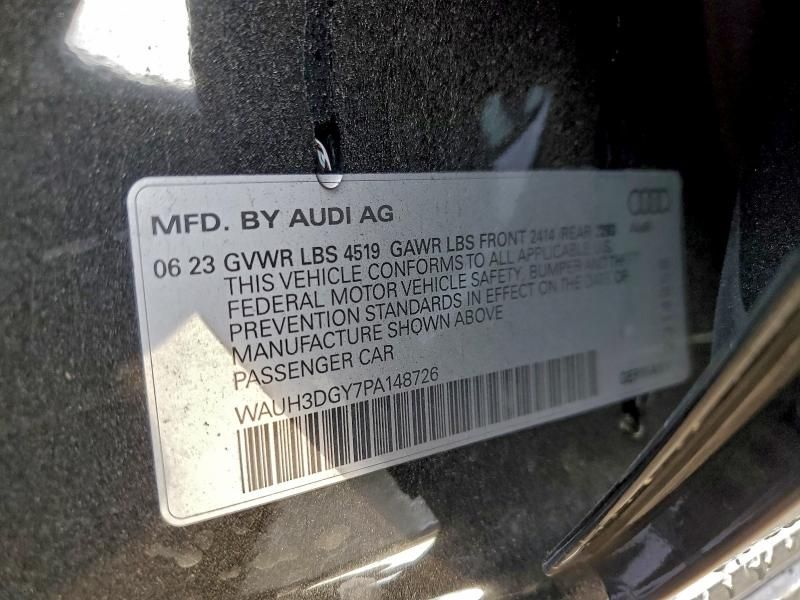 MFD. BY AUDI AG
Audi
06 23 GVWR LBS 4519 GAWR LBS FRONT 2414 (REAR)
THIS VEHICLE CONFORMS TO ALL APPLICABLE U.S.
FEDERAL MOTOR VEHICLE SAFETY, BUMPER AND THEFT
PREVENTION STANDARDS IN EFFECT ON THE DATE OF
MANUFACTURE SHOWN ABOVE
PASSENGER CAR
GERMANY
WAUH3DGY7PA148726